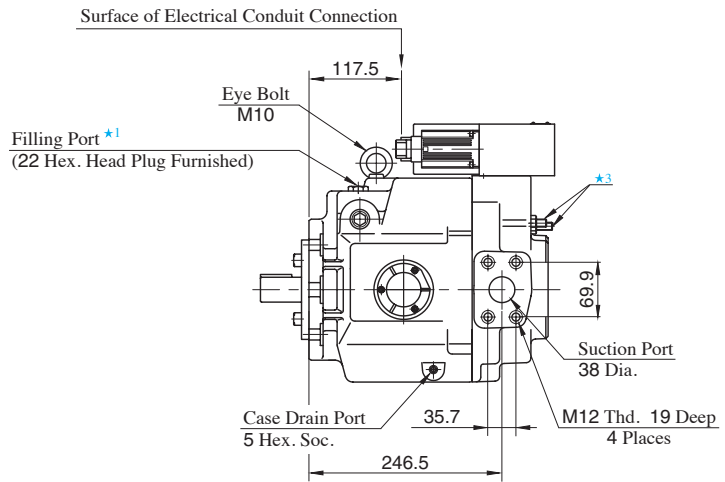 Surface of Electrical Conduit Connection
117.5
Eye Bolt
M10
Filling Port ★1
(22 Hex. Head Plug Furnished)
★3
69.9
Suction Port
38 Dia.
Case Drain Port
5 Hex. Soc.
35.7
M12 Thd. 19 Deep
4 Places
246.5